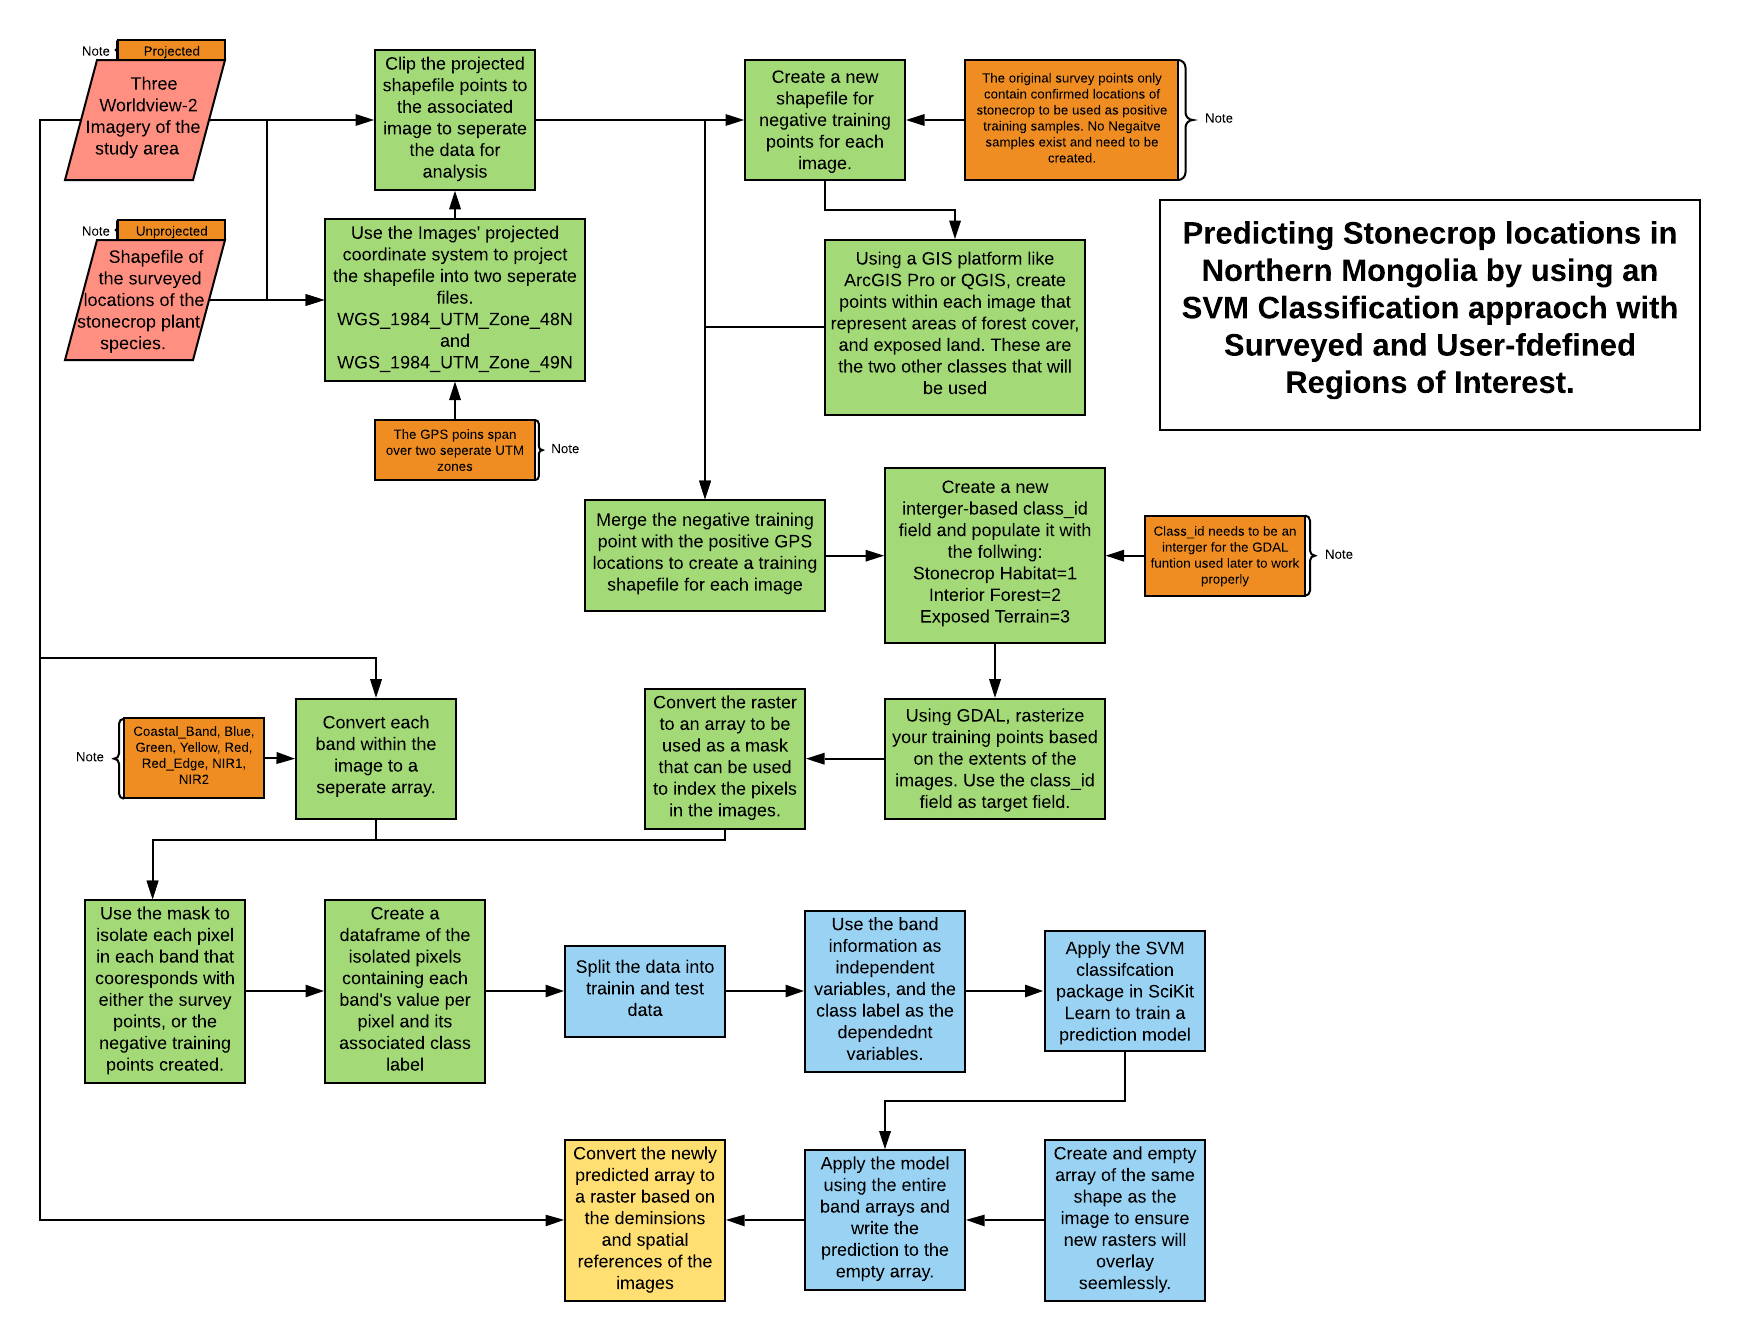 Note
Projected
Three
Worldview-2
Imagery of the
study area
Note
Unprojected
Shapefile of
the surveyed
locations of the
stonecrop plant
species.
Clip the projected
shapefile points to
the associated
image to seperate
the data for
analysis
Use the Images' projected
coordinate system to project
the shapefile into two seperate
files.
WGS_1984_UTM_Zone_48N
and
WGS_1984_UTM_Zone_49N
The GPS poins span
over two seperate UTM
zones
Note
Create a new
shapefile for
negative training
points for each
image.
The original survey points only
contain confirmed locations of
stonecrop to be used as positive
training samples. No Negaitve
samples exist and need to be
created.
Note
Using a GIS platform like
ArcGIS Pro or QGIS, create
points within each image that
represent areas of forest cover,
and exposed land. These are
the two other classes that will
be used
Predicting Stonecrop locations in
Northern Mongolia by using an
SVM Classification appraoch with
Surveyed and User-fdefined
Regions of Interest.
Merge the negative training
point with the positive GPS
locations to create a training
shapefile for each image
Create a new
interger-based class_id
field and populate it with
the follwing:
Stonecrop Habitat=1
Interior Forest=2
Exposed Terrain=3
Class_id needs to be an
interger for the GDAL
funtion used later to work
properly
Note
Note
Coastal_Band, Blue,
Green, Yellow, Red,
Red_Edge, NIR1,
NIR2
Convert each
band within the
image to a
seperate array.
Convert the raster
to an array to be
used as a mask
that can be used
to index the pixels
in the images.
Using GDAL, rasterize
your training points based
on the extents of the
images. Use the class_id
field as target field.
Use the mask to
isolate each pixel
in each band that
cooresponds with
either the survey
points, or the
negative training
points created.
Create a
dataframe of the
isolated pixels
containing each
band's value per
pixel and its
associated class
label
Split the data into
trainin and test
data
Use the band
information as
independent
variables, and the
class label as the
dependednt
variables.
Apply the SVM
classifcation
package in SciKit
Learn to train a
prediction model
Convert the newly
predicted array to
a raster based on
the deminsions
and spatial
references of the
images
Apply the model
using the entire
band arrays and
write the
prediction to the
empty array.
Create and empty
array of the same
shape as the
image to ensure
new rasters will
overlay
seemlessly.